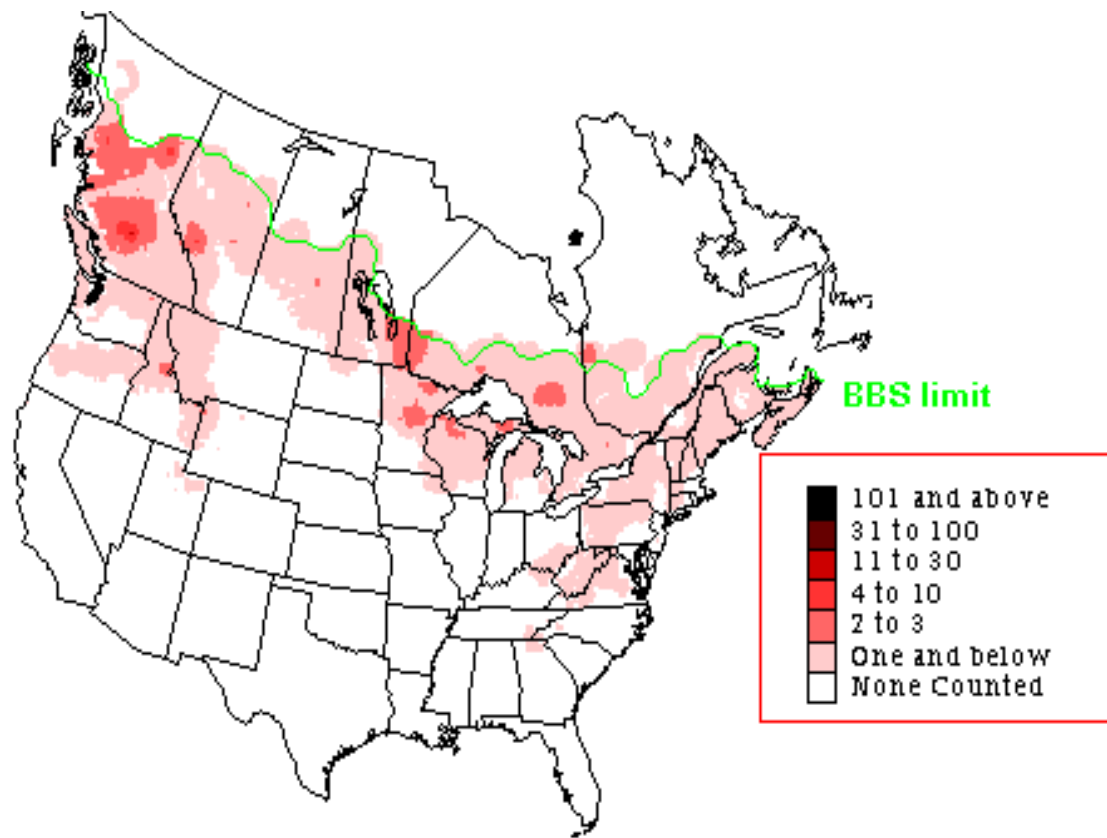 BBS limit
101 and above
31 to 100
11 to 30
4 to 10
2 to 3
One and below
None Counted